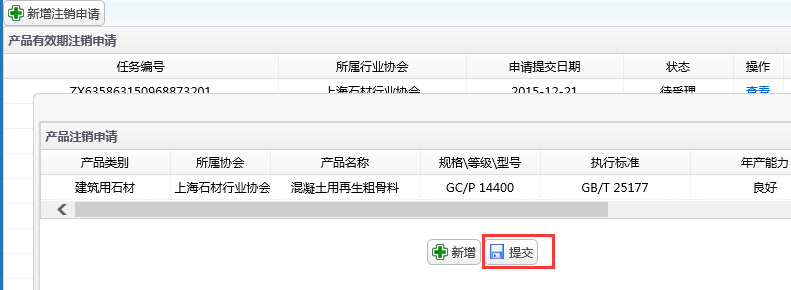 新增注销申请
产品有效期注销申请
任务编号 所属行业协会 申请提交日期 状态 操作
ZX635863150968873201 上海石材行业协会 2015-12-21 待受理 查看
产品注销申请
产品类别 所属协会 产品名称 规格\等级\型号 执行标准 年产能力
建筑用石材 上海石材行业协会 混凝土用再生粗骨料 GC/P 14400 GB/T 25177 良好
新增 提交